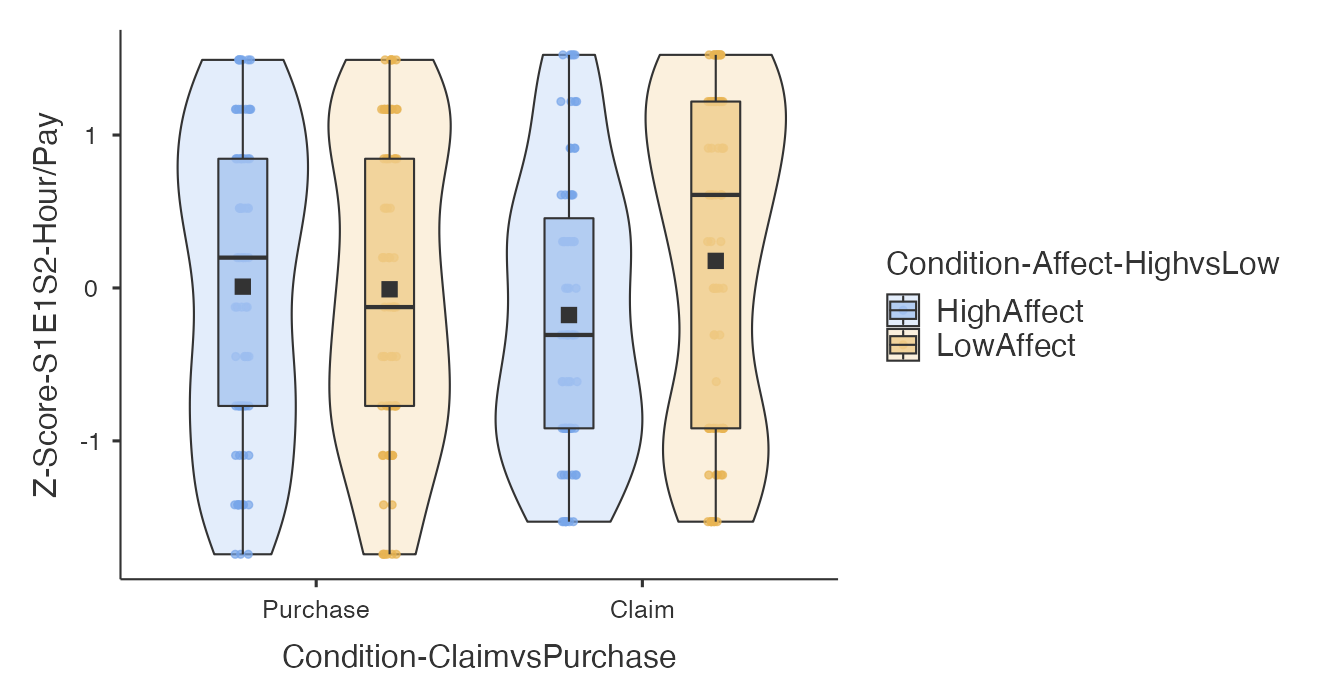 Z-Score-S1E1S2-Hour/Pay
1
0
-1
Purchase
Claim
Condition-ClaimvsPurchase
Condition-Affect-HighvsLow
HighAffect
LowAffect